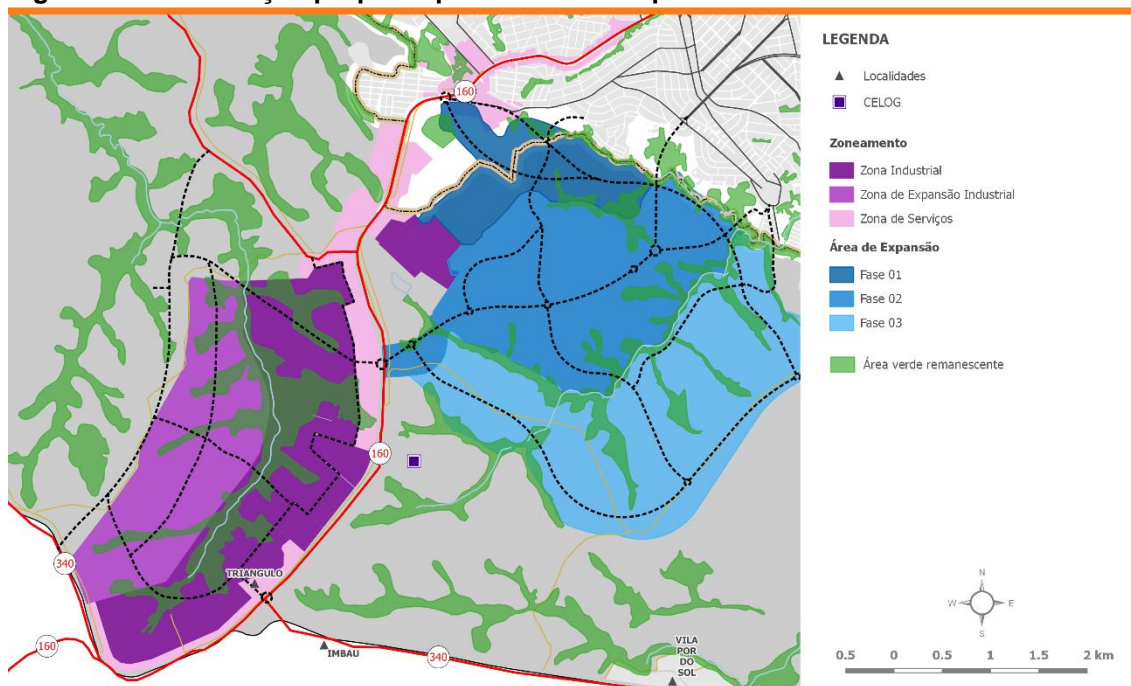 160
LEGENDA
Localidades
CELOG
Zoneamento
Zona Industrial
Zona de Expansão Industrial
Zona de Serviços
Área de Expansão
Fase 01
Fase 02
Fase 03
Área verde remanescente
160
340
TRIANGULO
160
IMBAU
340
VILA
POR
DO
SOL
N
W
E
S
0.5 0 0.5 1 1.5 2 km